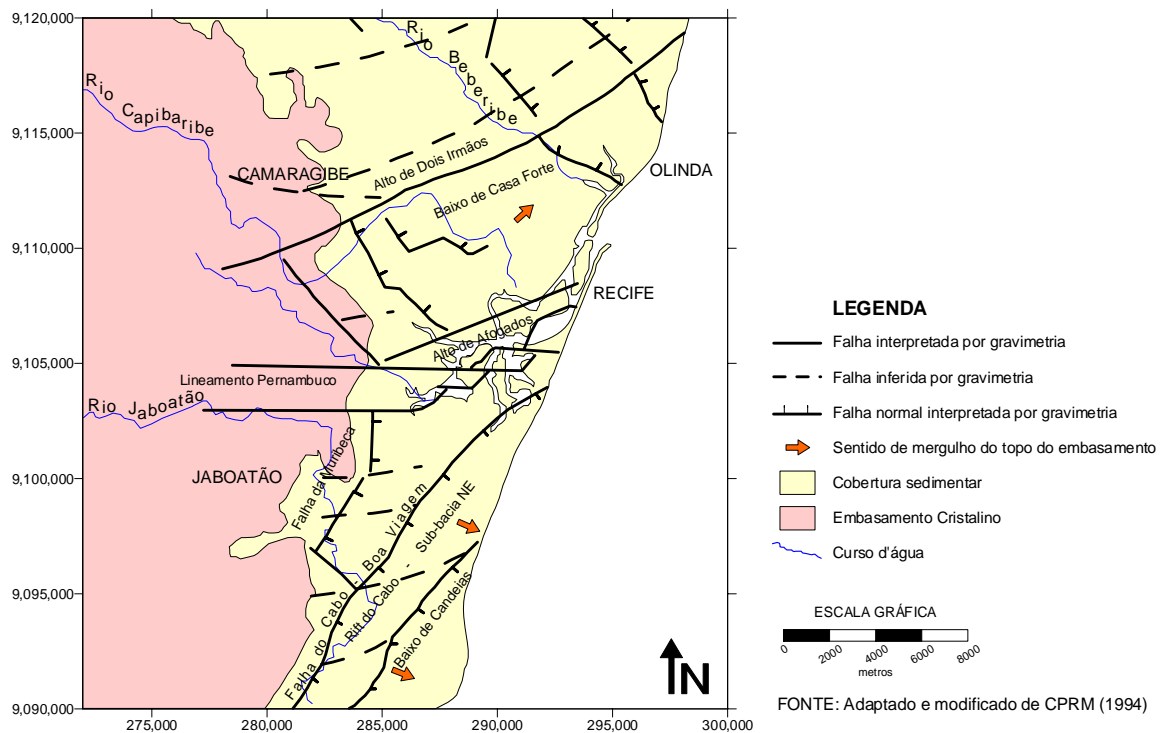 9,120,000
9,115,000
9,110,000
9,105,000
9,100,000
9,095,000
9,090,000
275,000
280,000
285,000
290,000
295,000
300,000
Rio Capibaribe
Rio Beberibe
CAMARAGIBE
Alto de Dois Irmãos
Baixo de Casa Forte
OLINDA
RECIFE
Alto de Afogados
Lineamento Pernambuco
Rio Jaboatão
JABOATÃO
Falha da Muribeca
Falha do Cabo - Boa Viagem
Rift do Cabo - Sub-bacia NE
Baixo de Candeias
N
LEGENDA
Falha interpretada por gravimetria
Falha inferida por gravimetria
Falha normal interpretada por gravimetria
Sentido de mergulho do topo do embasamento
Cobertura sedimentar
Embasamento Cristalino
Curso d'água
ESCALA GRÁFICA
0 2000 4000 6000 8000
metros
FONTE: Adaptado e modificado de CPRM (1994)